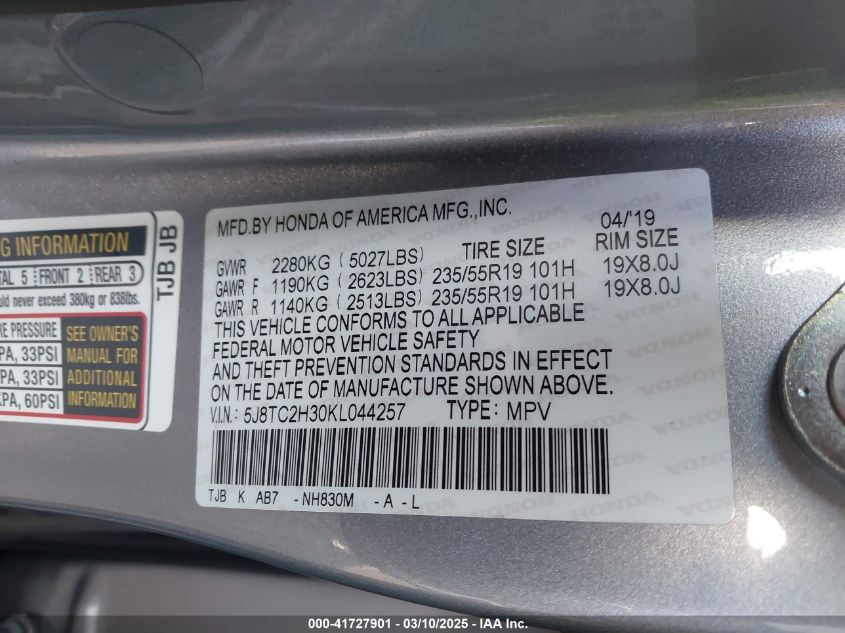 NG INFORMATION
TAL 5 FRONT 2 REAR 3
uld never exceed 380kg or 838lbs.
RE PRESSURE
PA, 33PSI
PA, 33PSI
KPA, 60PSI
SEE OWNER'S
MANUAL FOR
ADDITIONAL
INFORMATION
TJB JB
MFD.BY HONDA OF AMERICA MFG.,INC. 04/'19
TIRE SIZE RIM SIZE
GVWR 2280KG (5027LBS)
GAWR F 1190KG (2623LBS) 235/55R19 101H 19X8.0J
GAWR R 1140KG (2513LBS) 235/55R19 101H 19X8.0J
THIS VEHICLE CONFORMS TO ALL APPLICABLE
FEDERAL MOTOR VEHICLE SAFETY
AND THEFT PREVENTION STANDARDS IN EFFECT
ON THE DATE OF MANUFACTURE SHOWN ABOVE.
V.I.N.: 5J8TC2H30KL044257 TYPE: MPV
TJB K AB7 -NH830M -A -L
000-41727901 — 03/10/2025 — IAA Inc.